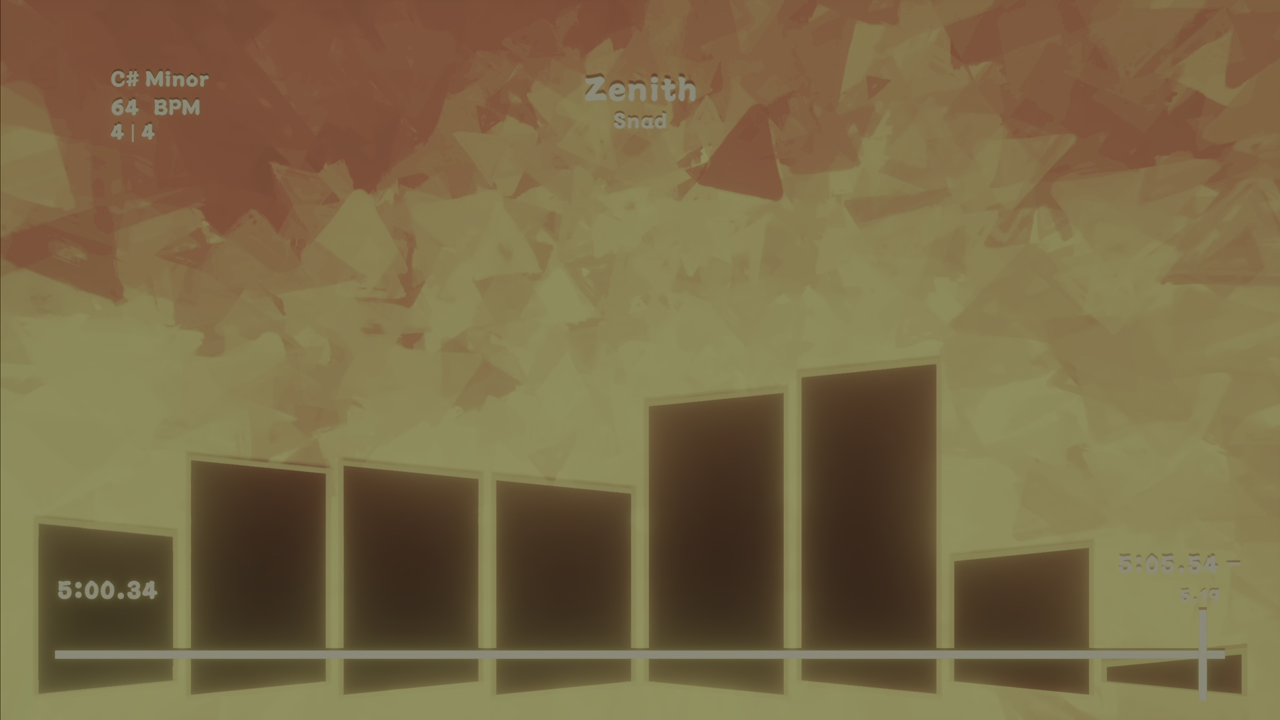 C# Minor
64 BPM
4 | 4
Zenith
Snad
5:00.34
5:05.54 –